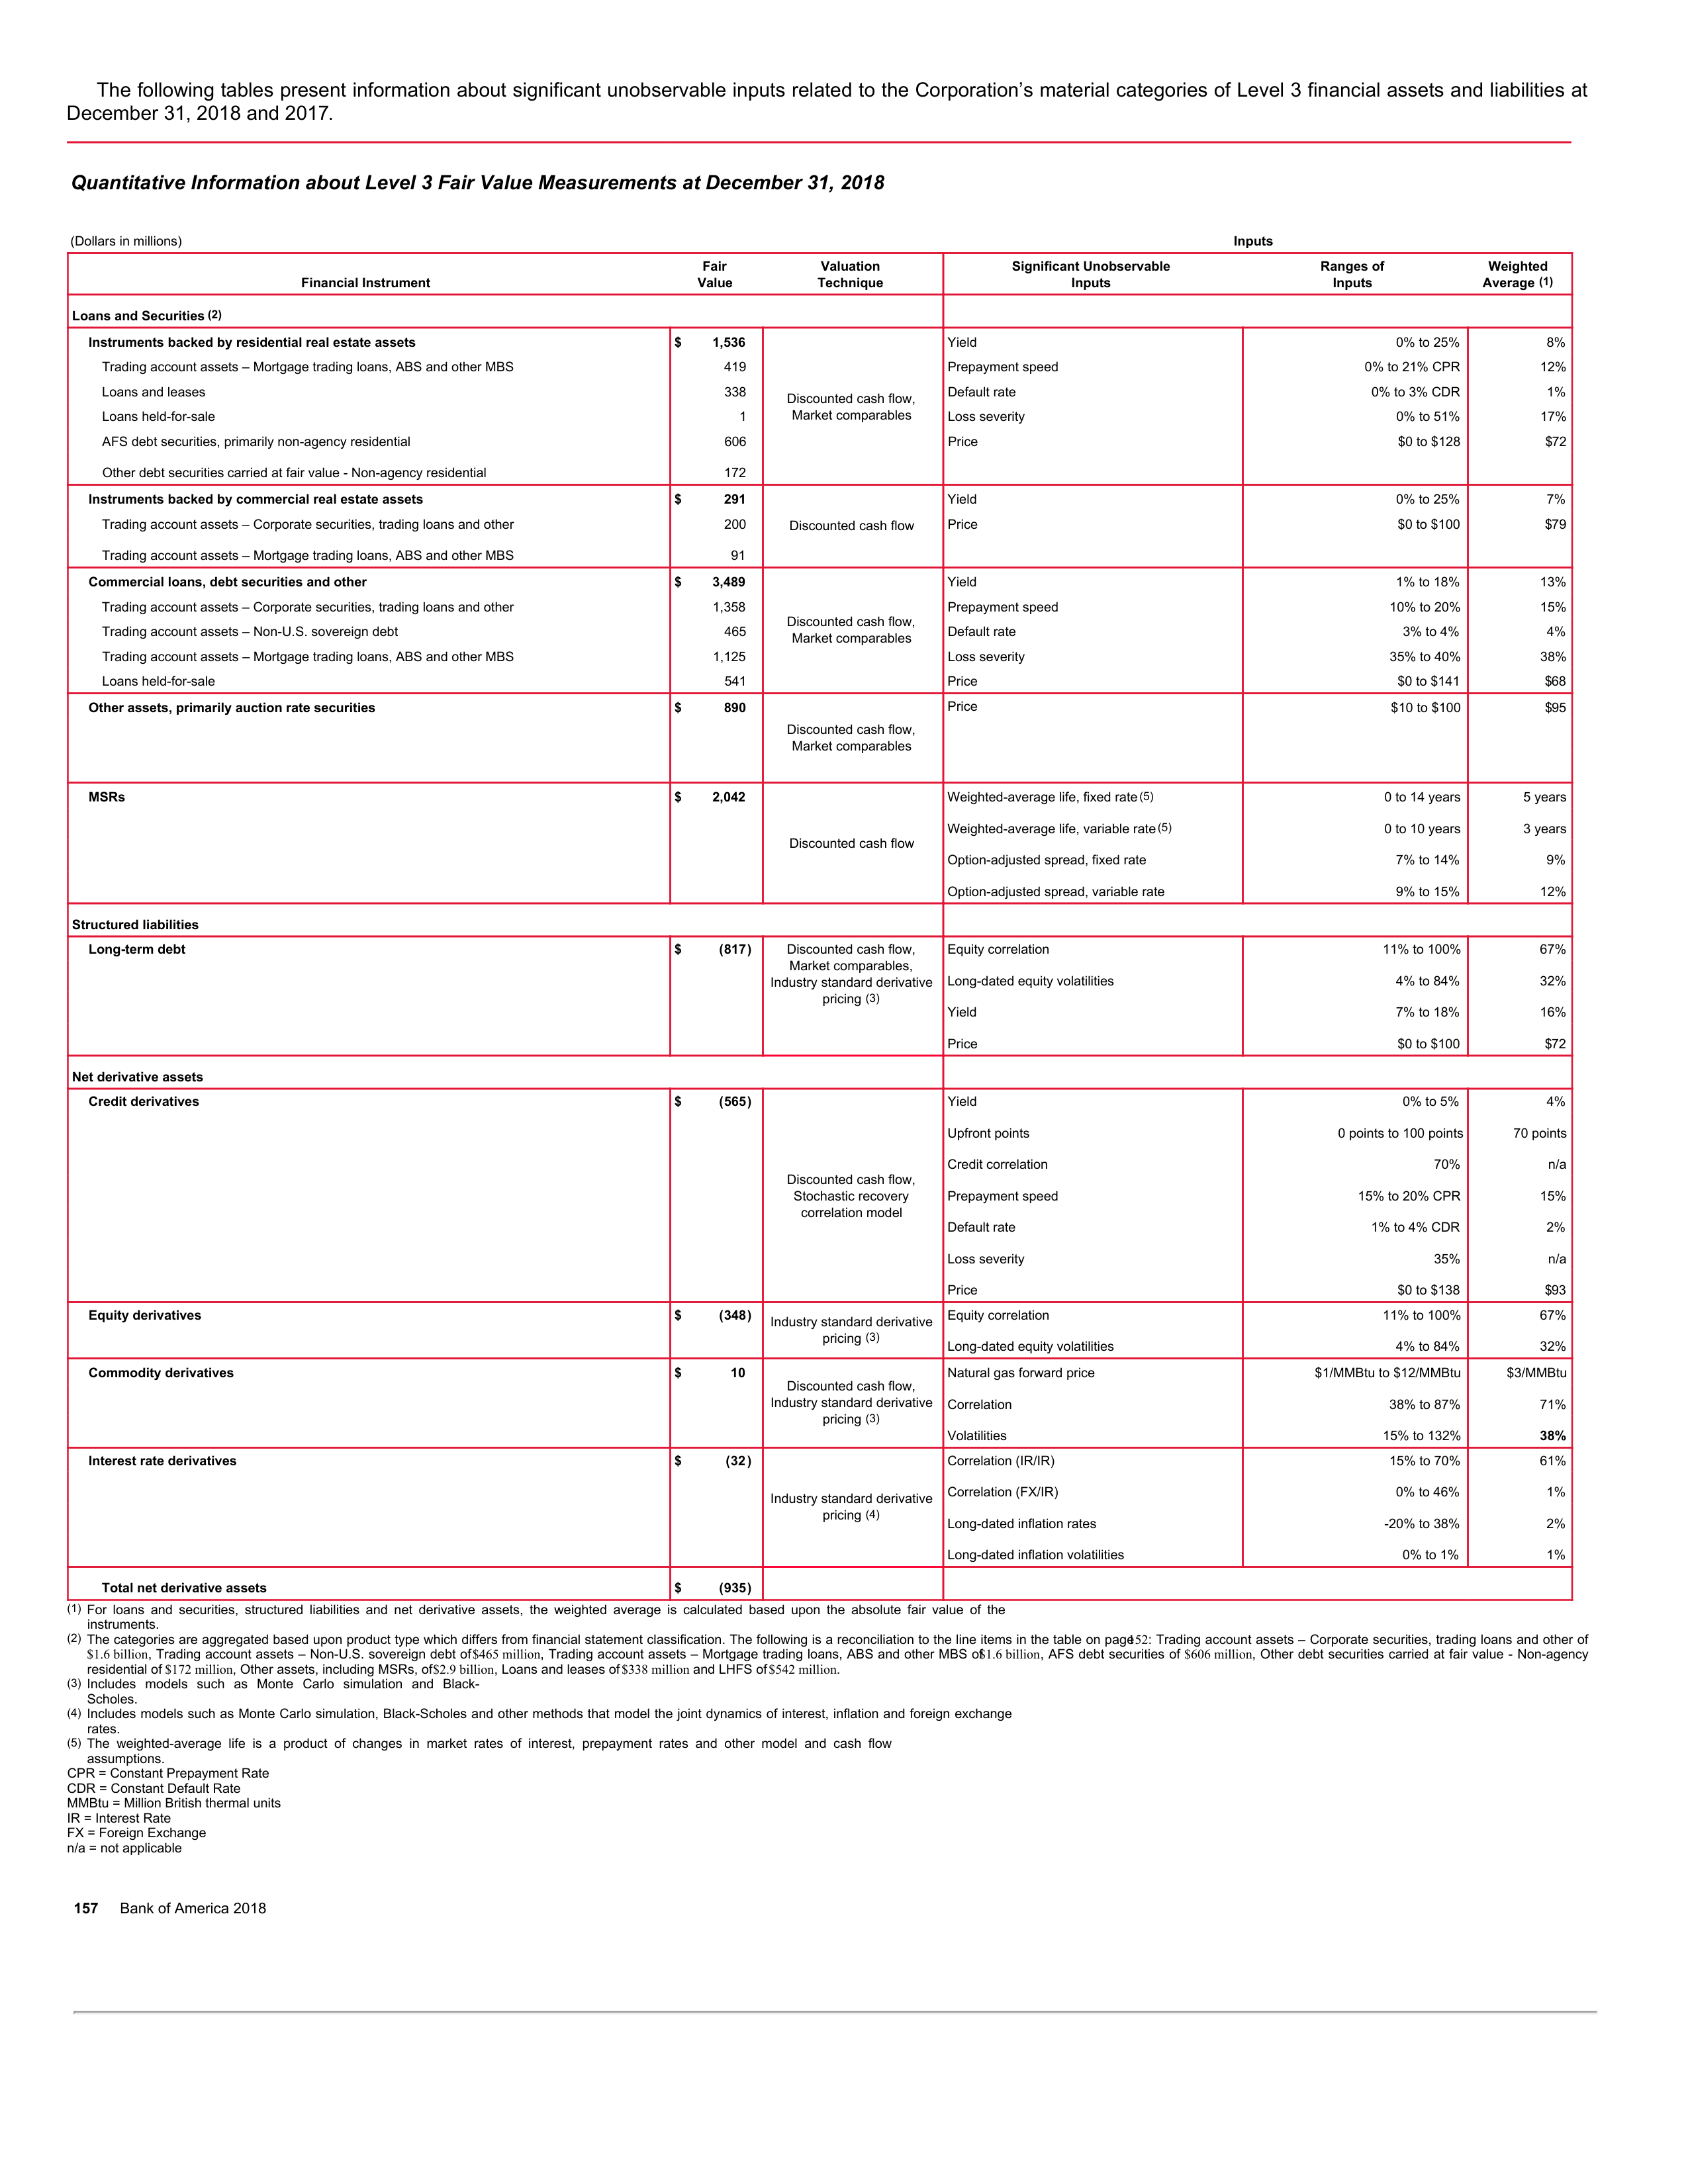 The following tables present information about significant unobservable inputs related to the Corporation’s material categories of Level 3 financial assets and liabilities at
December 31, 2018 and 2017.
Quantitative Information about Level 3 Fair Value Measurements at December 31, 2018
(Dollars in millions) Inputs
Financial Instrument Fair Value Valuation Technique Significant Unobservable Inputs Ranges of Inputs Weighted Average (1)
Loans and Securities (2)
Instruments backed by residential real estate assets $ 1,536 Discounted cash flow, Market comparables Yield 0% to 25% 8%
Trading account assets – Mortgage trading loans, ABS and other MBS 419 Prepayment speed 0% to 21% CPR 12%
Loans and leases 338 Default rate 0% to 3% CDR 1%
Loans held-for-sale 1 Loss severity 0% to 51% 17%
AFS debt securities, primarily non-agency residential 606 Price $0 to $128 $72
Other debt securities carried at fair value - Non-agency residential 172
Instruments backed by commercial real estate assets $ 291 Discounted cash flow Yield 0% to 25% 7%
Trading account assets – Corporate securities, trading loans and other 200 Price $0 to $100 $79
Trading account assets – Mortgage trading loans, ABS and other MBS 91
Commercial loans, debt securities and other $ 3,489 Discounted cash flow, Market comparables Yield 1% to 18% 13%
Trading account assets – Corporate securities, trading loans and other 1,358 Prepayment speed 10% to 20% 15%
Trading account assets – Non-U.S. sovereign debt 465 Default rate 3% to 4% 4%
Trading account assets – Mortgage trading loans, ABS and other MBS 1,125 Loss severity 35% to 40% 38%
Loans held-for-sale 541 Price $0 to $141 $68
Other assets, primarily auction rate securities $ 890 Discounted cash flow, Market comparables Price $10 to $100 $95
MSRs $ 2,042 Discounted cash flow Weighted-average life, fixed rate (5) 0 to 14 years 5 years
Weighted-average life, variable rate (5) 0 to 10 years 3 years
Option-adjusted spread, fixed rate 7% to 14% 9%
Option-adjusted spread, variable rate 9% to 15% 12%
Structured liabilities
Long-term debt $ (817) Discounted cash flow, Market comparables, Industry standard derivative pricing (3) Equity correlation 11% to 100% 67%
Long-dated equity volatilities 4% to 84% 32%
Yield 7% to 18% 16%
Price $0 to $100 $72
Net derivative assets
Credit derivatives $ (565) Discounted cash flow, Stochastic recovery correlation model Yield 0% to 5% 4%
Upfront points 0 points to 100 points 70 points
Credit correlation 70% n/a
Prepayment speed 15% to 20% CPR 15%
Default rate 1% to 4% CDR 2%
Loss severity 35% n/a
Price $0 to $138 $93
Equity derivatives $ (348) Industry standard derivative pricing (3) Equity correlation 11% to 100% 67%
Long-dated equity volatilities 4% to 84% 32%
Commodity derivatives $ 10 Discounted cash flow, Industry standard derivative pricing (3) Natural gas forward price $1/MMBtu to $12/MMBtu $3/MMBtu
Correlation 38% to 87% 71%
Volatilities 15% to 132% 38%
Interest rate derivatives $ (32) Industry standard derivative pricing (4) Correlation (IR/IR) 15% to 70% 61%
Correlation (FX/IR) 0% to 46% 1%
Long-dated inflation rates -20% to 38% 2%
Long-dated inflation volatilities 0% to 1% 1%
Total net derivative assets $ (935)
(1) For loans and securities, structured liabilities and net derivative assets, the weighted average is calculated based upon the absolute fair value of the
instruments.
(2) The categories are aggregated based upon product type which differs from financial statement classification. The following is a reconciliation to the line items in the table on page 152: Trading account assets – Corporate securities, trading loans and other of
$1.6 billion, Trading account assets – Non-U.S. sovereign debt of $465 million, Trading account assets – Mortgage trading loans, ABS and other MBS of $1.6 billion, AFS debt securities of $606 million, Other debt securities carried at fair value - Non-agency
residential of $172 million, Other assets, including MSRs, of $2.9 billion, Loans and leases of $338 million and LHFS of $542 million.
(3) Includes models such as Monte Carlo simulation and Black-
Scholes.
(4) Includes models such as Monte Carlo simulation, Black-Scholes and other methods that model the joint dynamics of interest, inflation and foreign exchange
rates.
(5) The weighted-average life is a product of changes in market rates of interest, prepayment rates and other model and cash flow
assumptions.
CPR = Constant Prepayment Rate
CDR = Constant Default Rate
MMBtu = Million British thermal units
IR = Interest Rate
FX = Foreign Exchange
n/a = not applicable
157 Bank of America 2018